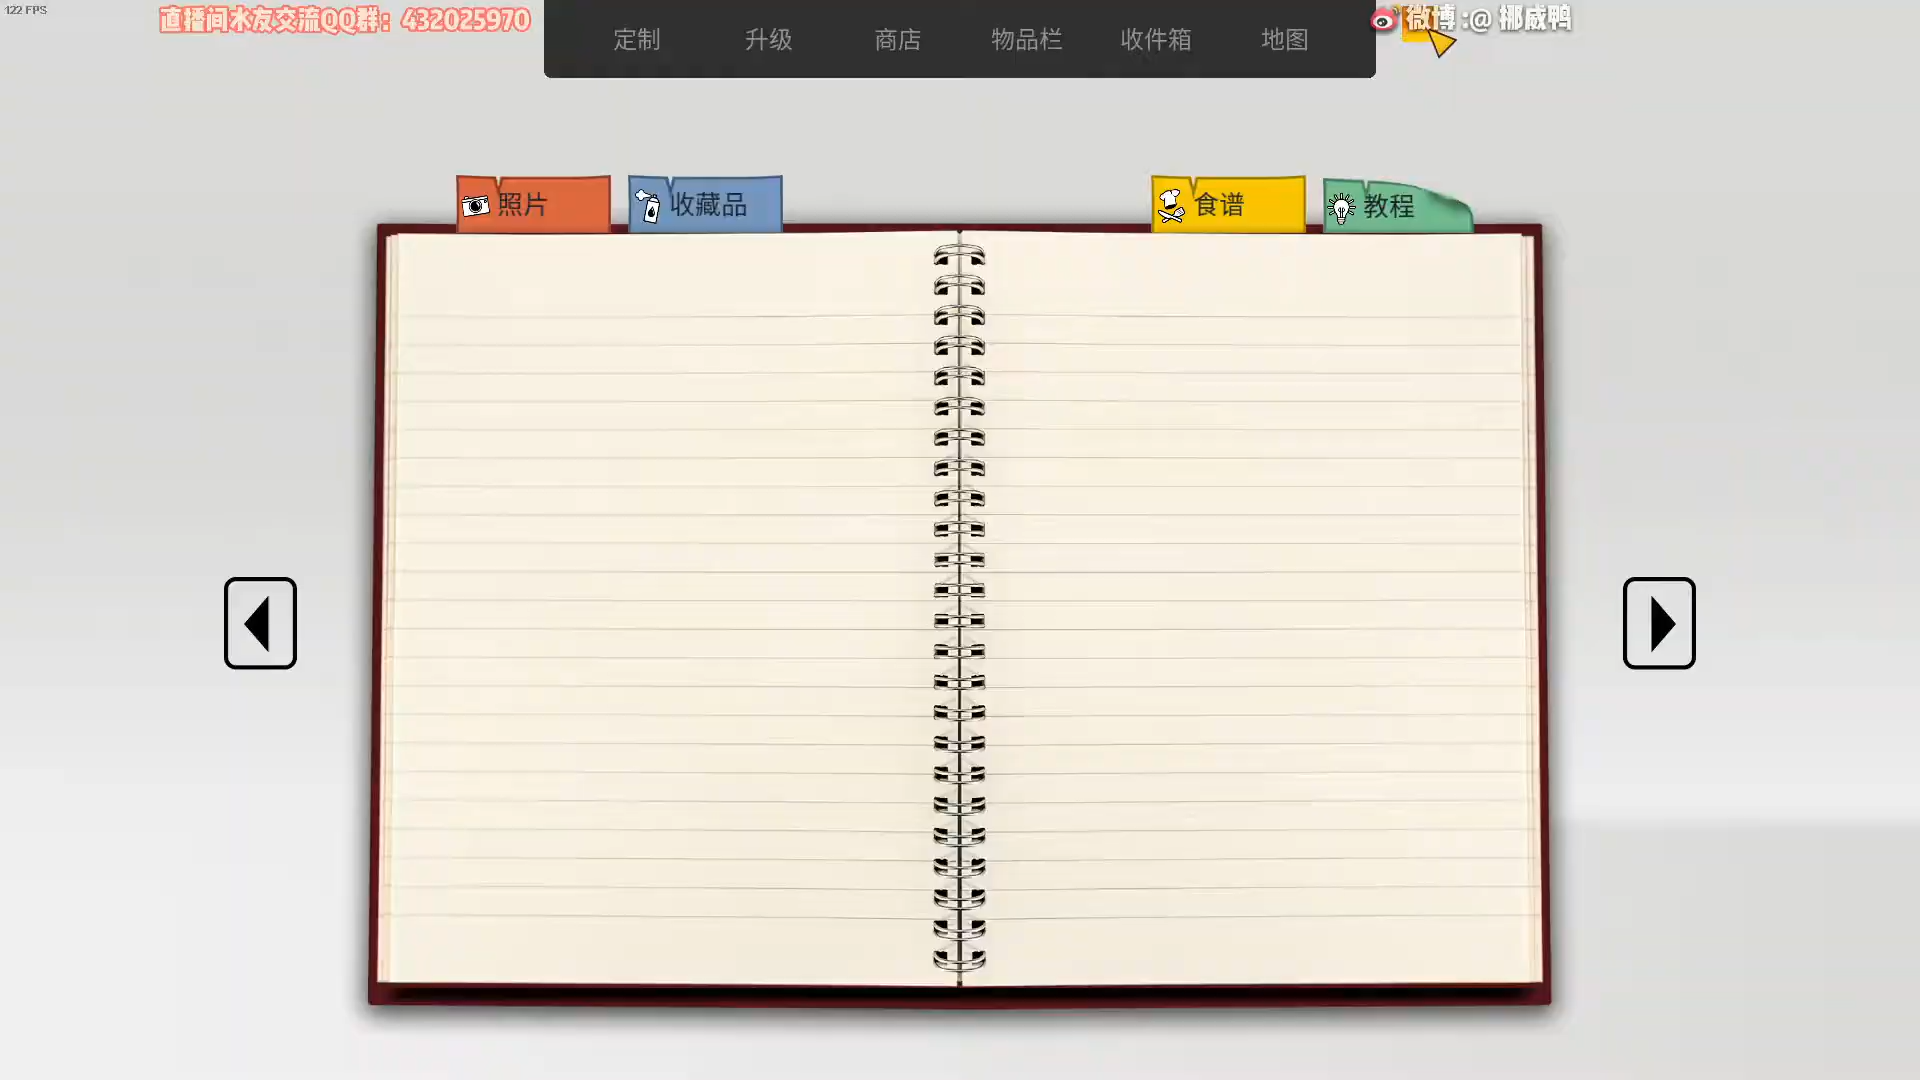 122 FPS
直播间水友交流QQ群：432025970
定制 升级 商店 物品栏 收件箱 地图
微博:@ 挪威鸭
照片 收藏品 食谱 教程